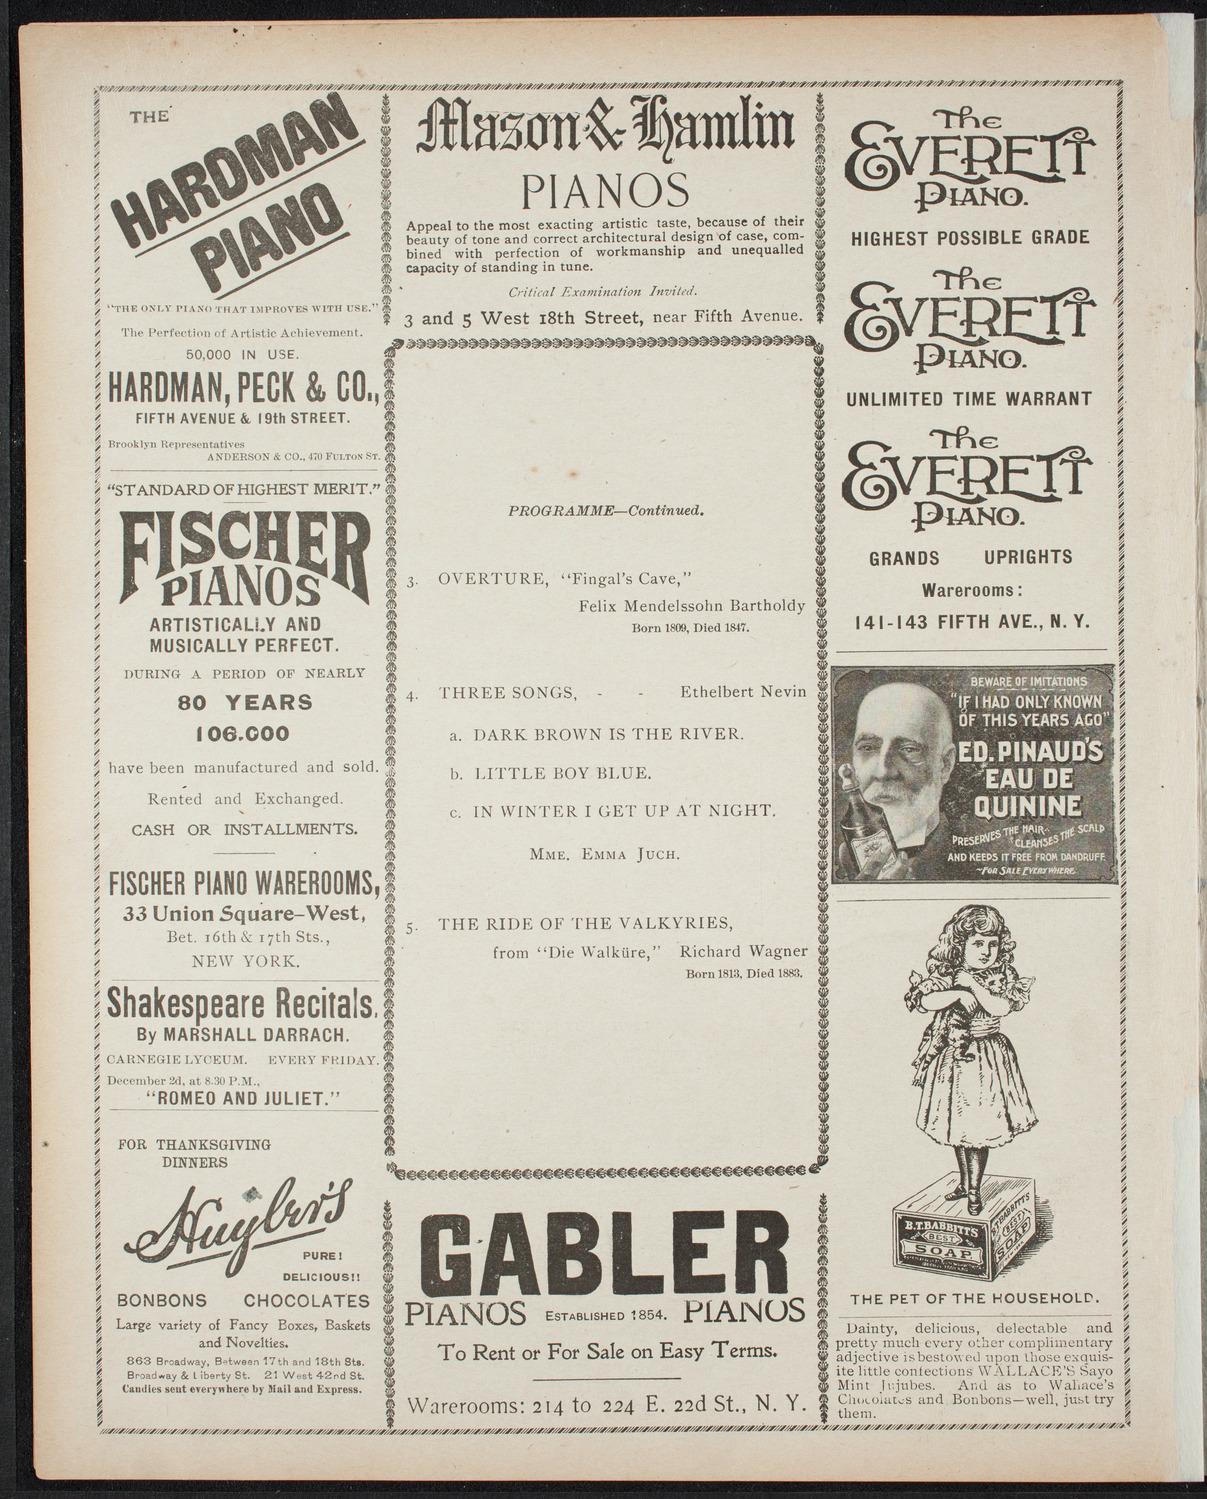 THE
HARDMAN
PIANO
"THE ONLY PIANO THAT IMPROVES WITH USE."
The Perfection of Artistic Achievement.
50,000 IN USE.
HARDMAN, PECK & CO.,
FIFTH AVENUE & 19th STREET.
Brooklyn Representatives
ANDERSON & CO., 470 FULTON ST.
"STANDARD OF HIGHEST MERIT."
FISCHER
PIANOS
ARTISTICALLY AND
MUSICALLY PERFECT.
DURING A PERIOD OF NEARLY
80 YEARS
106.000
have been manufactured and sold.
Rented and Exchanged.
CASH OR INSTALLMENTS.
FISCHER PIANO WAREROOMS,
33 Union Square–West,
Bet. 16th & 17th Sts.,
NEW YORK.
Shakespeare Recitals.
By MARSHALL DARRACH.
CARNEGIE LYCEUM. EVERY FRIDAY.
December 2d, at 8.30 P.M.,
"ROMEO AND JULIET."
FOR THANKSGIVING
DINNERS
Huyler's
PURE!
DELICIOUS!!
BONBONS CHOCOLATES
Large variety of Fancy Boxes, Baskets
and Novelties.
863 Broadway, Between 17th and 18th Sts.
Broadway & Liberty St. 21 West 42nd St.
Candies sent everywhere by Mail and Express.
Mason & Hamlin
PIANOS
Appeal to the most exacting artistic taste, because of their
beauty of tone and correct architectural design of case, com-
bined with perfection of workmanship and unequalled
capacity of standing in tune.
Critical Examination Invited.
3 and 5 West 18th Street, near Fifth Avenue.
PROGRAMME—Continued.
3. OVERTURE, "Fingal's Cave,"
Felix Mendelssohn Bartholdy
Born 1809, Died 1847.
4. THREE SONGS, - - Ethelbert Nevin
a. DARK BROWN IS THE RIVER.
b. LITTLE BOY BLUE.
c. IN WINTER I GET UP AT NIGHT.
MME. EMMA JUCH.
5. THE RIDE OF THE VALKYRIES,
from "Die Walküre," Richard Wagner
Born 1813, Died 1883.
GABLER
PIANOS ESTABLISHED 1854. PIANOS
To Rent or For Sale on Easy Terms.
Warerooms: 214 to 224 E. 22d St., N. Y.
The
EVERETT
PIANO.
HIGHEST POSSIBLE GRADE
The
EVERETT
PIANO.
UNLIMITED TIME WARRANT
The
EVERETT
PIANO.
GRANDS UPRIGHTS
Warerooms:
141-143 FIFTH AVE., N. Y.
BEWARE OF IMITATIONS
"IF I HAD ONLY KNOWN
OF THIS YEARS AGO"
ED. PINAUD'S
EAU DE
QUININE
PRESERVES THE HAIR-
CLEANSES THE SCALP
AND KEEPS IT FREE FROM DANDRUFF
~FOR SALE EVERYWHERE
B.T. BABBITT'S
BEST
SOAP
B.T. BABBITT'S
BEST
SOAP
THE PET OF THE HOUSEHOLD.
Dainty, delicious, delectable and
pretty much every other complimentary
adjective is bestowed upon those exquis-
ite little confections WALLACE'S Sayo
Mint Jujubes. And as to Wallace's
Chocolates and Bonbons—well, just try
them.